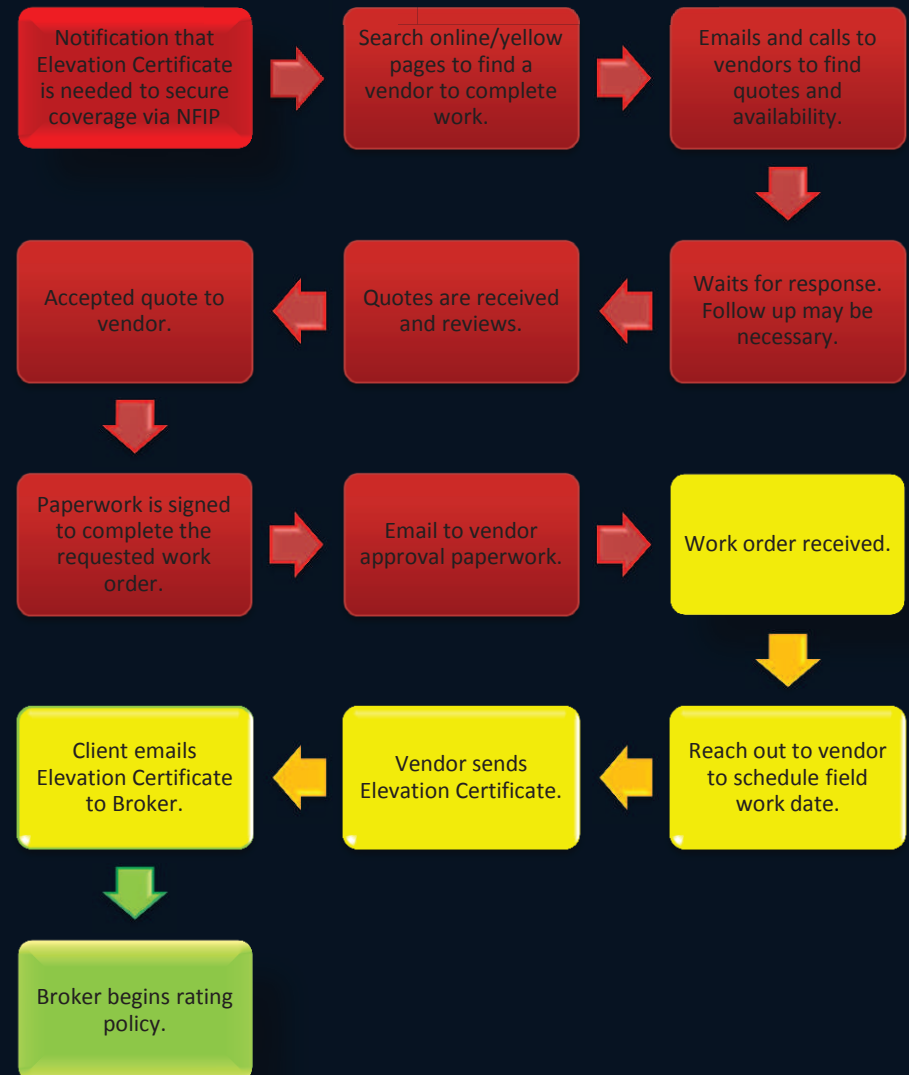 Notification that
Elevation Certificate
is needed to secure
coverage via NFIP
Search online/yellow
pages to find a
vendor to complete
work.
Emails and calls to
vendors to find
quotes and
availability.
Waits for response.
Follow up may be
necessary.
Quotes are received
and reviews.
Accepted quote to
vendor.
Paperwork is signed
to complete the
requested work
order.
Email to vendor
approval paperwork.
Work order received.
Reach out to vendor
to schedule field
work date.
Vendor sends
Elevation Certificate.
Client emails
Elevation Certificate
to Broker.
Broker begins rating
policy.